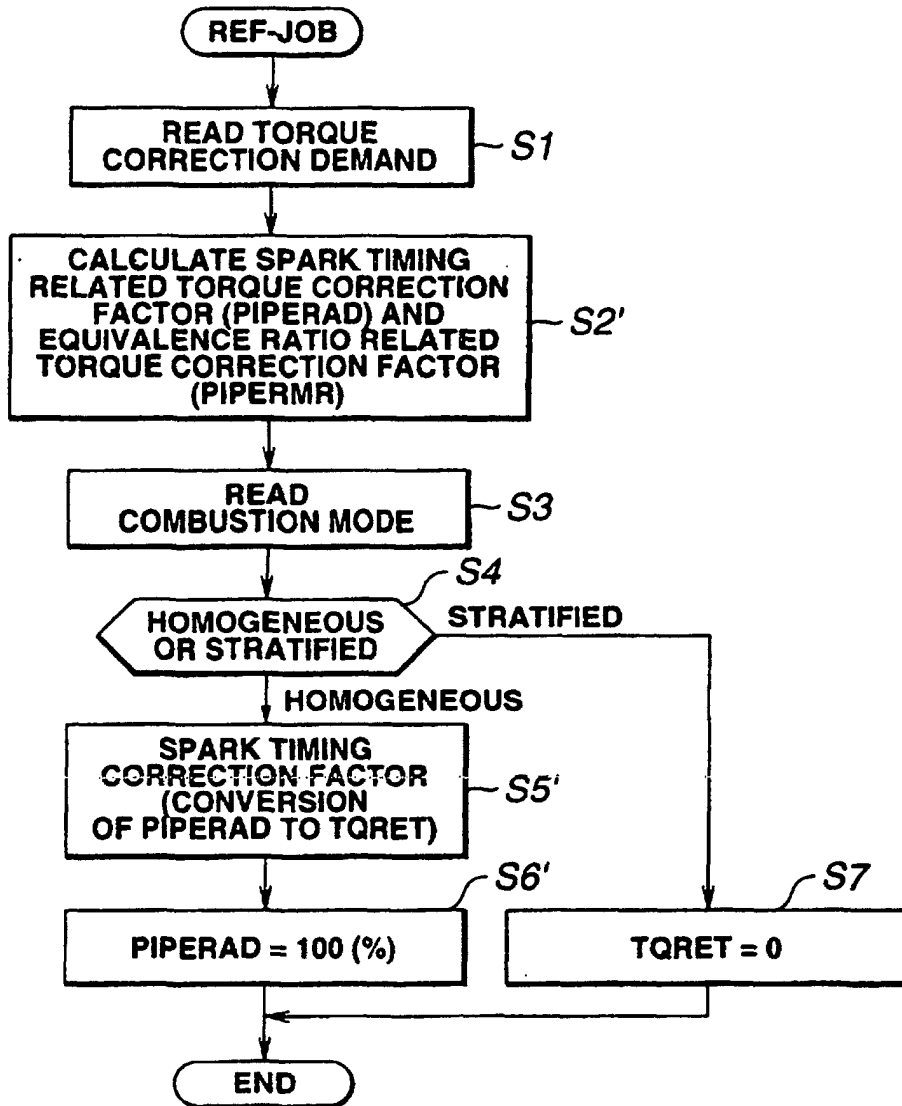 REF-JOB
READ TORQUE
CORRECTION DEMAND
S1
CALCULATE SPARK TIMING
RELATED TORQUE CORRECTION
FACTOR (PIPERAD) AND
EQUIVALENCE RATIO RELATED
TORQUE CORRECTION FACTOR
(PIPERMR)
S2'
READ
COMBUSTION MODE
S3
S4
HOMOGENEOUS
OR STRATIFIED
STRATIFIED
HOMOGENEOUS
SPARK TIMING
CORRECTION FACTOR
(CONVERSION
OF PIPERAD TO TQRET)
S5'
S6'
PIPERAD = 100 (%)
S7
TQRET = 0
END